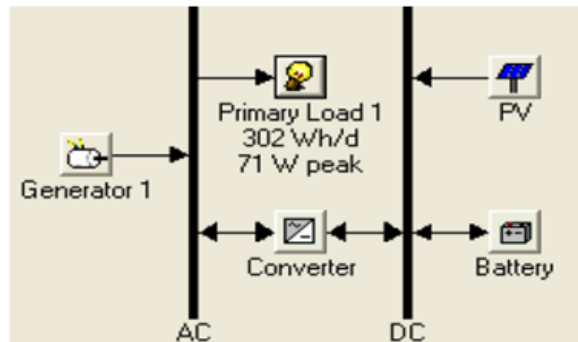 Primary Load 1
302 Wh/d
71 W peak
PV
Generator 1
Converter
Battery
AC
DC